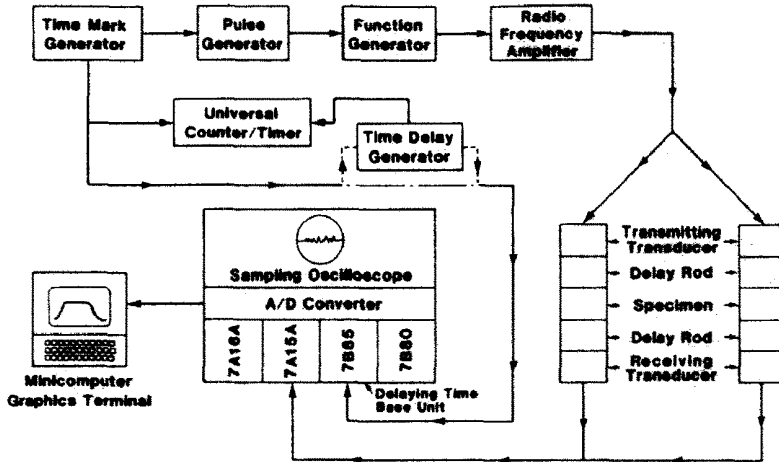 Time Mark
Generator
Pulse
Generator
Function
Generator
Radio
Frequency
Amplifier
Universal
Counter/Timer
Time Delay
Generator
Sampling Oscilloscope
A/D Converter
7A16A
7A15A
7B85
7B80
Delaying Time
Base Unit
Minicomputer
Graphics Terminal
Transmitting
Transducer
Delay Rod
Specimen
Delay Rod
Receiving
Transducer